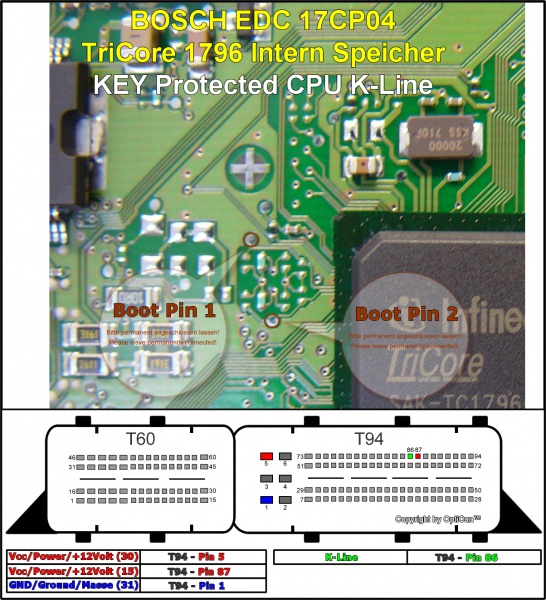 BOSCH EDC 17CP04
TriCore 1796 Intern Speicher
KEY Protected CPU K-Line
20000
KSS 710F
Boot Pin 1
Bitte permanent angeschlossen lassen!
Please leave permanently connected!
Boot Pin 2
Bitte permanent angeschlossen lassen!
Please leave permanently connected!
Infineo
TriCore
SAK-TC1796
T60
46 60
31 45
16 30
1 15
T94
86 87
5 6 73 94
51 72
3 4
29 50
1 2 7 28
Copyright by OptiCan™
Vcc/Power/+12Volt (30) T94 - Pin 5
Vcc/Power/+12Volt (15) T94 - Pin 87
GND/Ground/Masse (31) T94 - Pin 1
K-Line T94 - Pin 86